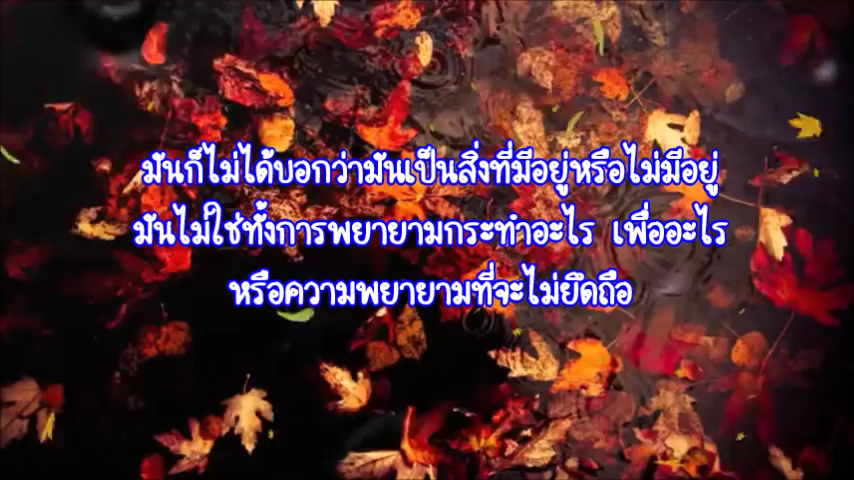 มันก็ไม่ได้บอกว่ามันเป็นสิ่งที่มีอยู่หรือไม่มีอยู่
มันไม่ใช่ทั้งการพยายามกระทำอะไร เพื่ออะไร
หรือความพยายามที่จะไม่ยึดถือ